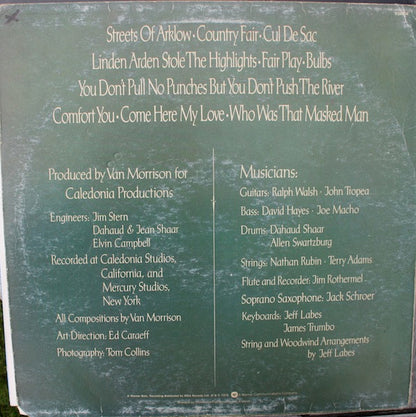 Streets Of Arklow · Country Fair · Cul De Sac
Linden Arden Stole The Highlights · Fair Play · Bulbs
You Don't Pull No Punches But You Don't Push The River
Comfort You · Come Here My Love · Who Was That Masked Man
Produced by Van Morrison for
Caledonia Productions
Engineers: Jim Stern
Dahaud & Jean Shaar
Elvin Campbell
Recorded at Caledonia Studios,
California, and
Mercury Studios,
New York
All Compositions by Van Morrison
Art Direction: Ed Caraeff
Photography: Tom Collins
Musicians:
Guitars: Ralph Walsh · John Tropea
Bass: David Hayes · Joe Macho
Drums: Dahaud Shaar
Allen Swartzburg
Strings: Nathan Rubin · Terry Adams
Flute and Recorder: Jim Rothermel
Soprano Saxophone: Jack Schroer
Keyboards: Jeff Labes
James Trumbo
String and Woodwind Arrangements
by Jeff Labes